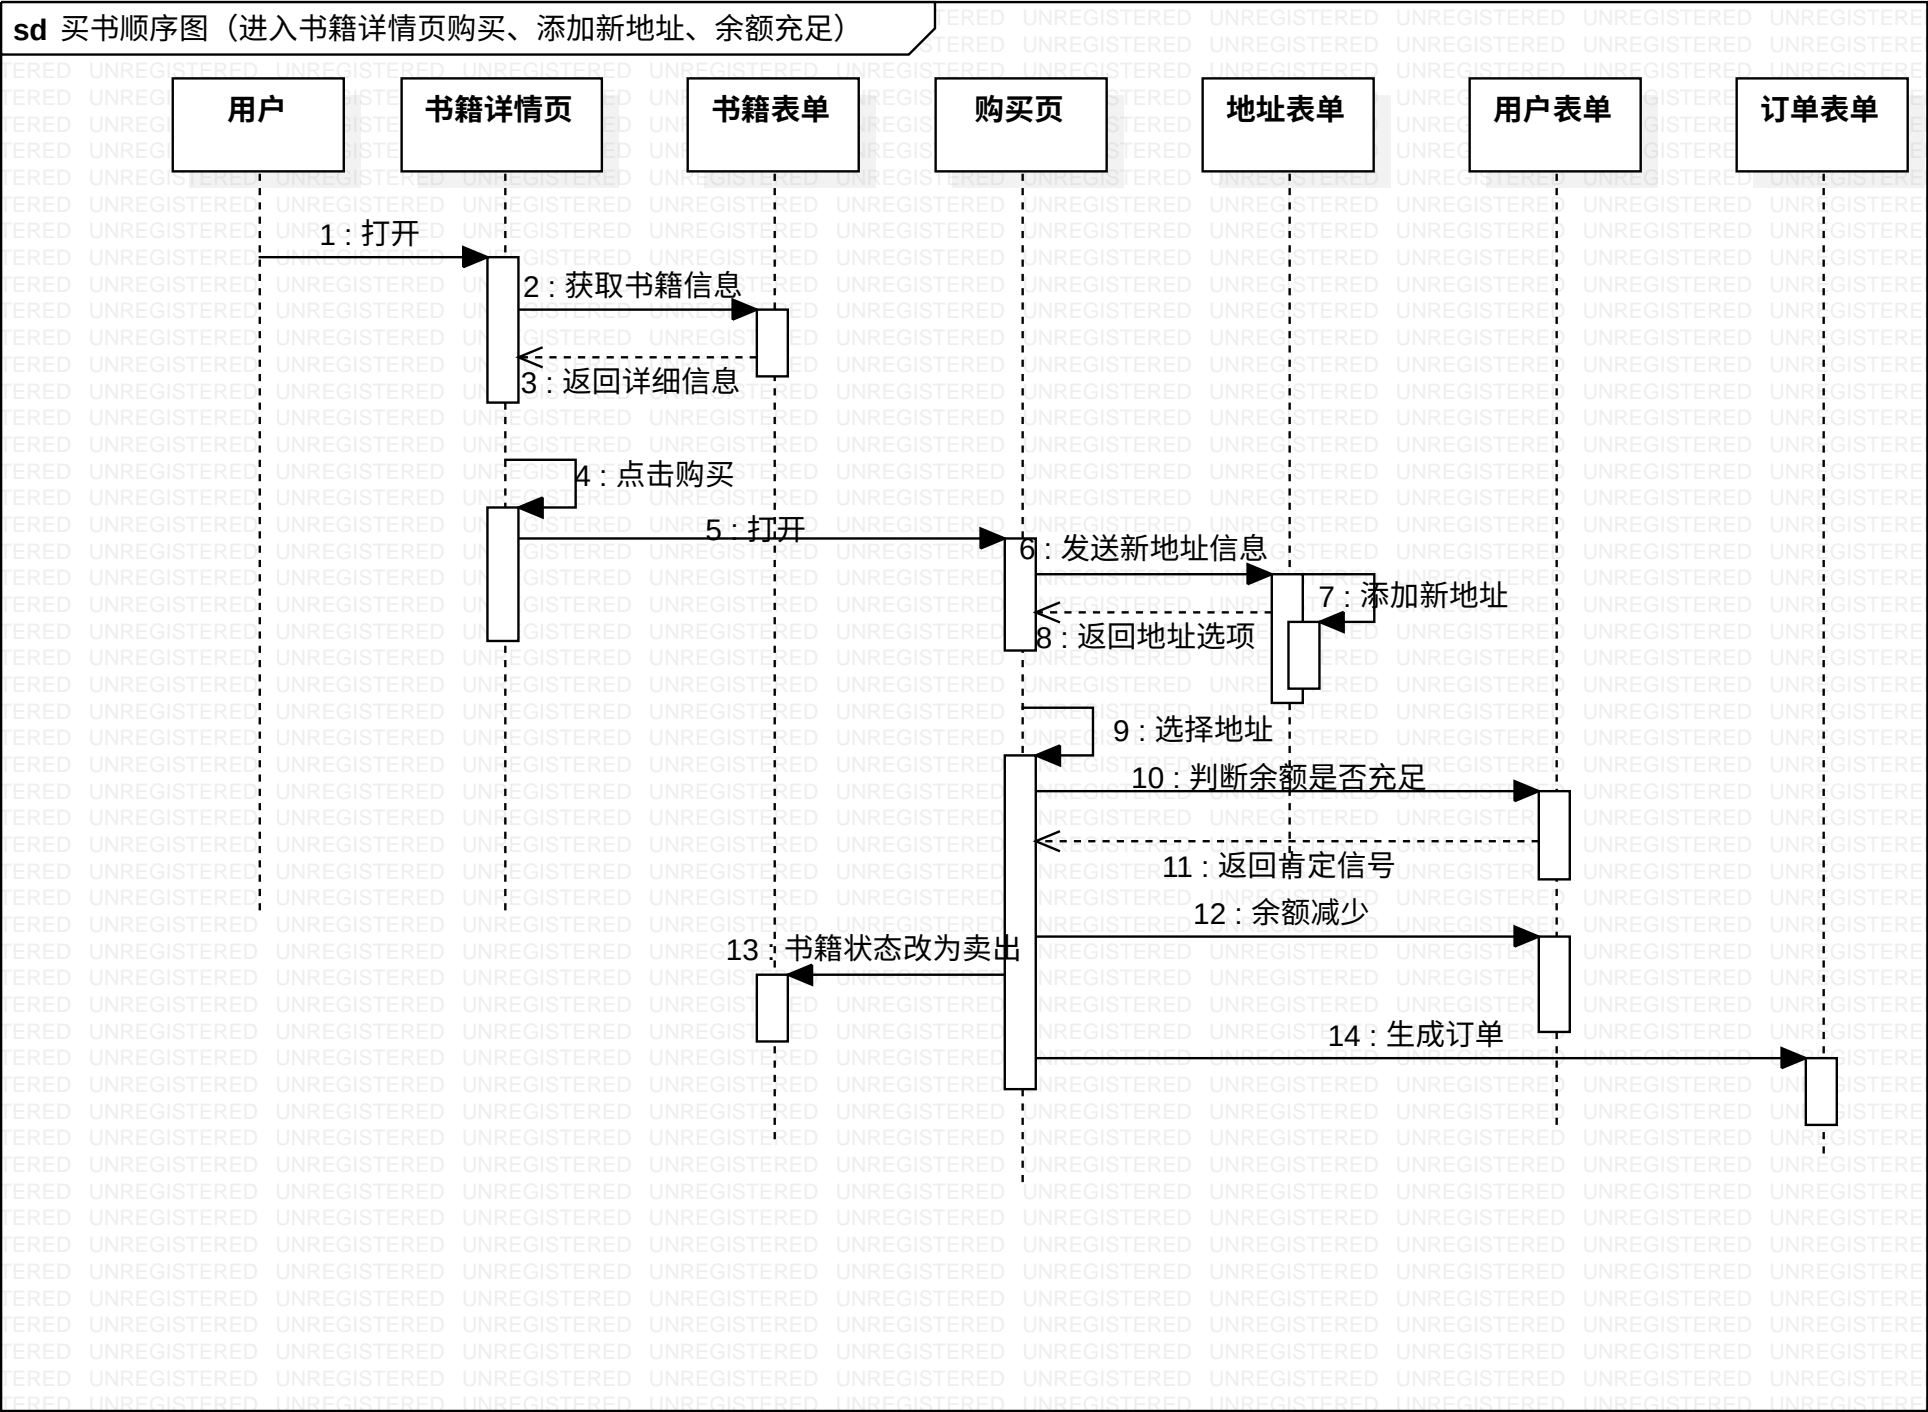 sd 买书顺序图（进入书籍详情页购买、添加新地址、余额充足）
用户
书籍详情页
书籍表单
购买页
地址表单
用户表单
订单表单
1 : 打开
2 : 获取书籍信息
3 : 返回详细信息
4 : 点击购买
5 : 打开
6 : 发送新地址信息
7 : 添加新地址
8 : 返回地址选项
9 : 选择地址
10 : 判断余额是否充足
11 : 返回肯定信号
12 : 余额减少
13 : 书籍状态改为卖出
14 : 生成订单
UNREGISTERED